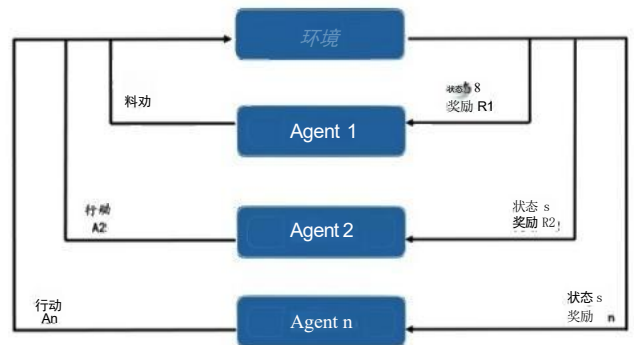 环境
状态 8
奖励 R1
料劝
Agent 1
行动
A2
Agent 2
状态 s
奖励 R2
行动
An
Agent n
状态 s
奖励 n